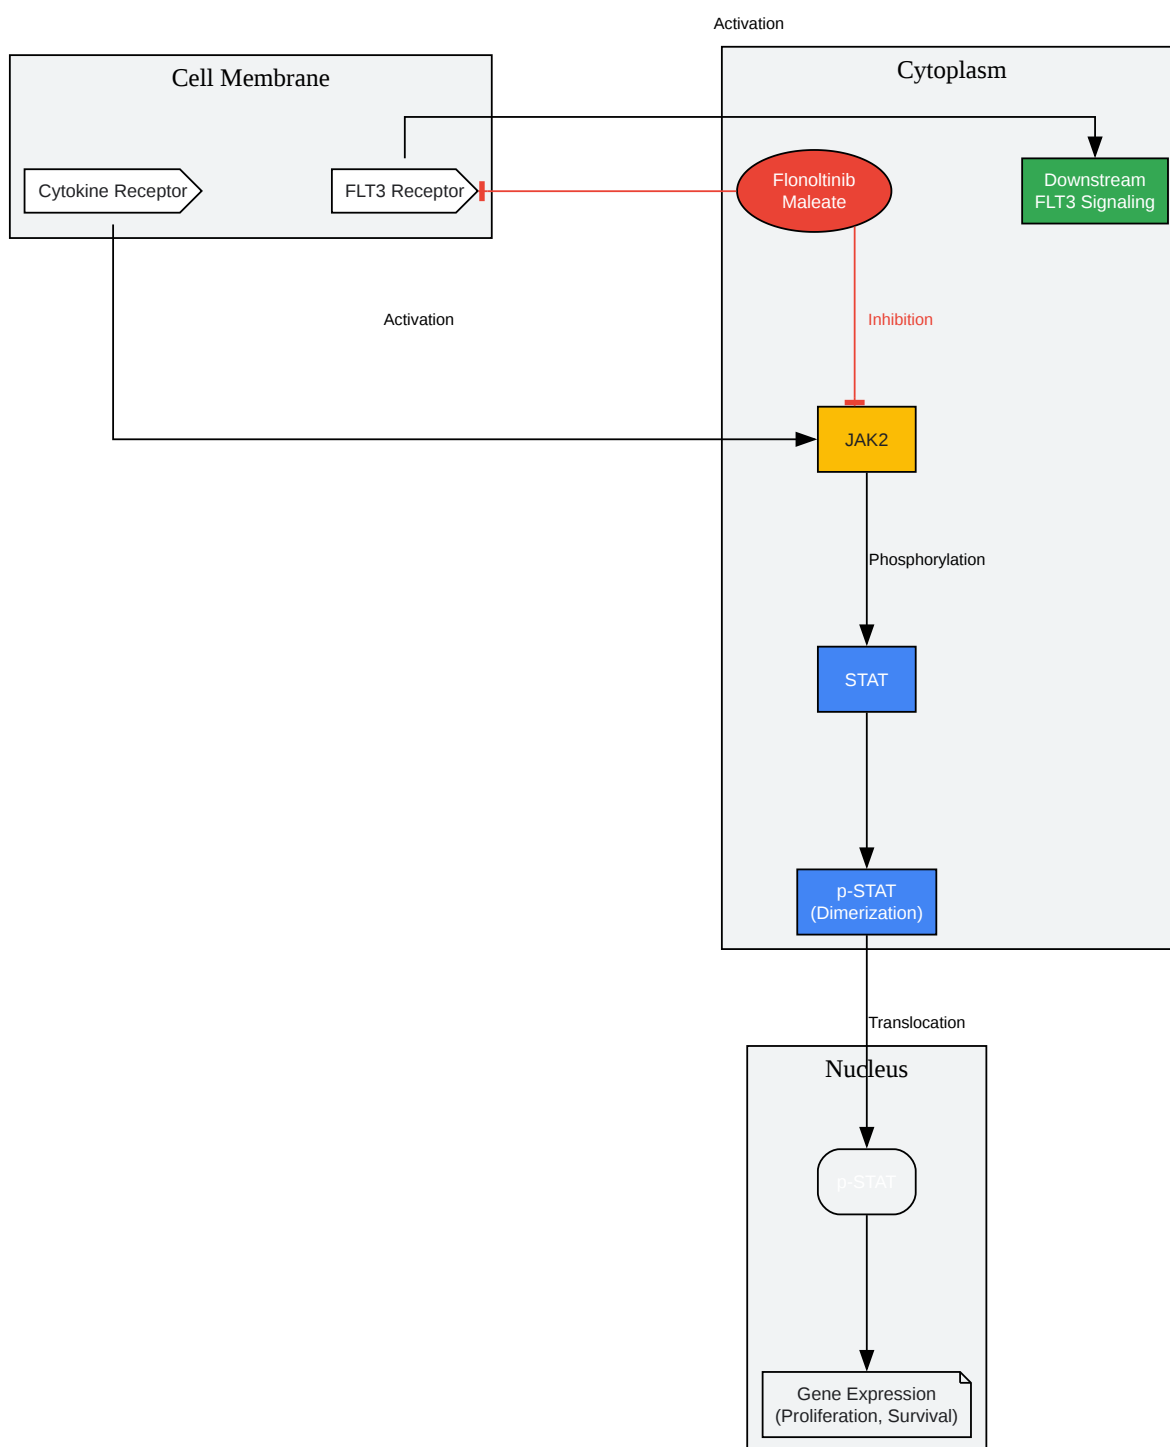 Activation
Cell Membrane
Cytoplasm
Cytokine Receptor
FLT3 Receptor
Flonoltinib
Maleate
Downstream
FLT3 Signaling
Activation
Inhibition
JAK2
Phosphorylation
STAT
p-STAT
(Dimerization)
Translocation
Nucleus
p-STAT
Gene Expression
(Proliferation, Survival)